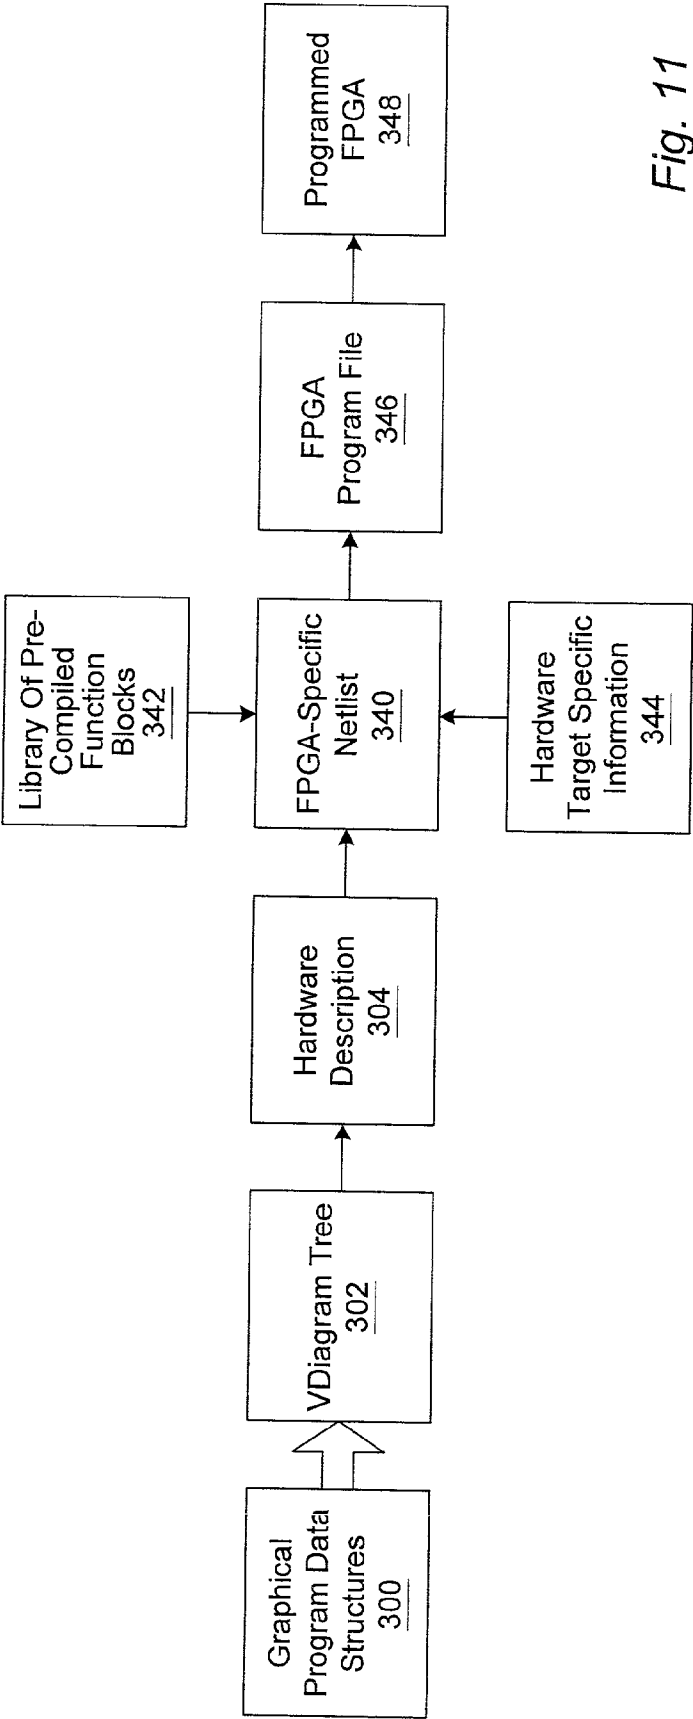 Graphical
Program Data
Structures
300
VDiagram Tree
302
Hardware
Description
304
Library Of Pre-
Compiled
Function
Blocks
342
FPGA-Specific
Netlist
340
Hardware
Target Specific
Information
344
FPGA
Program File
346
Programmed
FPGA
348
Fig. 11